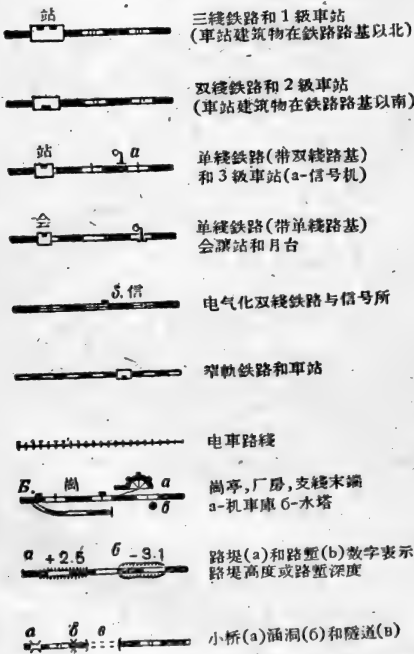 站
三綫鉄路和1級車站
(車站建筑物在鉄路路基以北)
双綫鉄路和2級車站
(車站建筑物在鉄路路基以南)
站 a
单綫鉄路(带双綫路基)
和3級車站(a-信号机)
会
单綫鉄路(带单綫路基)
会讓站和月台
б.信
电气化双綫鉄路与信号所
窄軌鉄路和車站
电車路綫
Б. 崗 a
б
崗亭,厂房,支綫末端
a-机車庫 б-水塔
a +2.5 б -3.1
路堤(a)和路塹(b)数字表示
路堤高度或路塹深度
a б в
小桥(a)涵洞(б)和隧道(в)